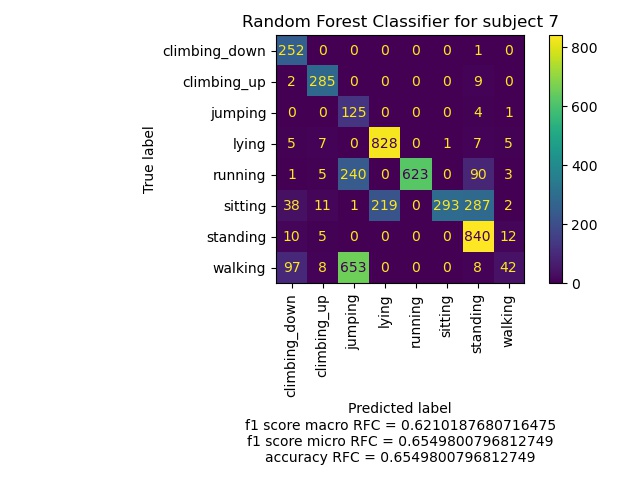 Random Forest Classifier for subject 7
climbing_down 252 0 0 0 0 0 1 0
climbing_up 2 285 0 0 0 0 9 0
jumping 0 0 125 0 0 0 4 1
lying 5 7 0 828 0 1 7 5
running 1 5 240 0 623 0 90 3
sitting 38 11 1 219 0 293 287 2
standing 10 5 0 0 0 0 840 12
walking 97 8 653 0 0 0 8 42
True label
climbing_down climbing_up jumping lying running sitting standing walking
Predicted label
800
600
400
200
0
f1 score macro RFC = 0.6210187680716475
f1 score micro RFC = 0.6549800796812749
accuracy RFC = 0.6549800796812749